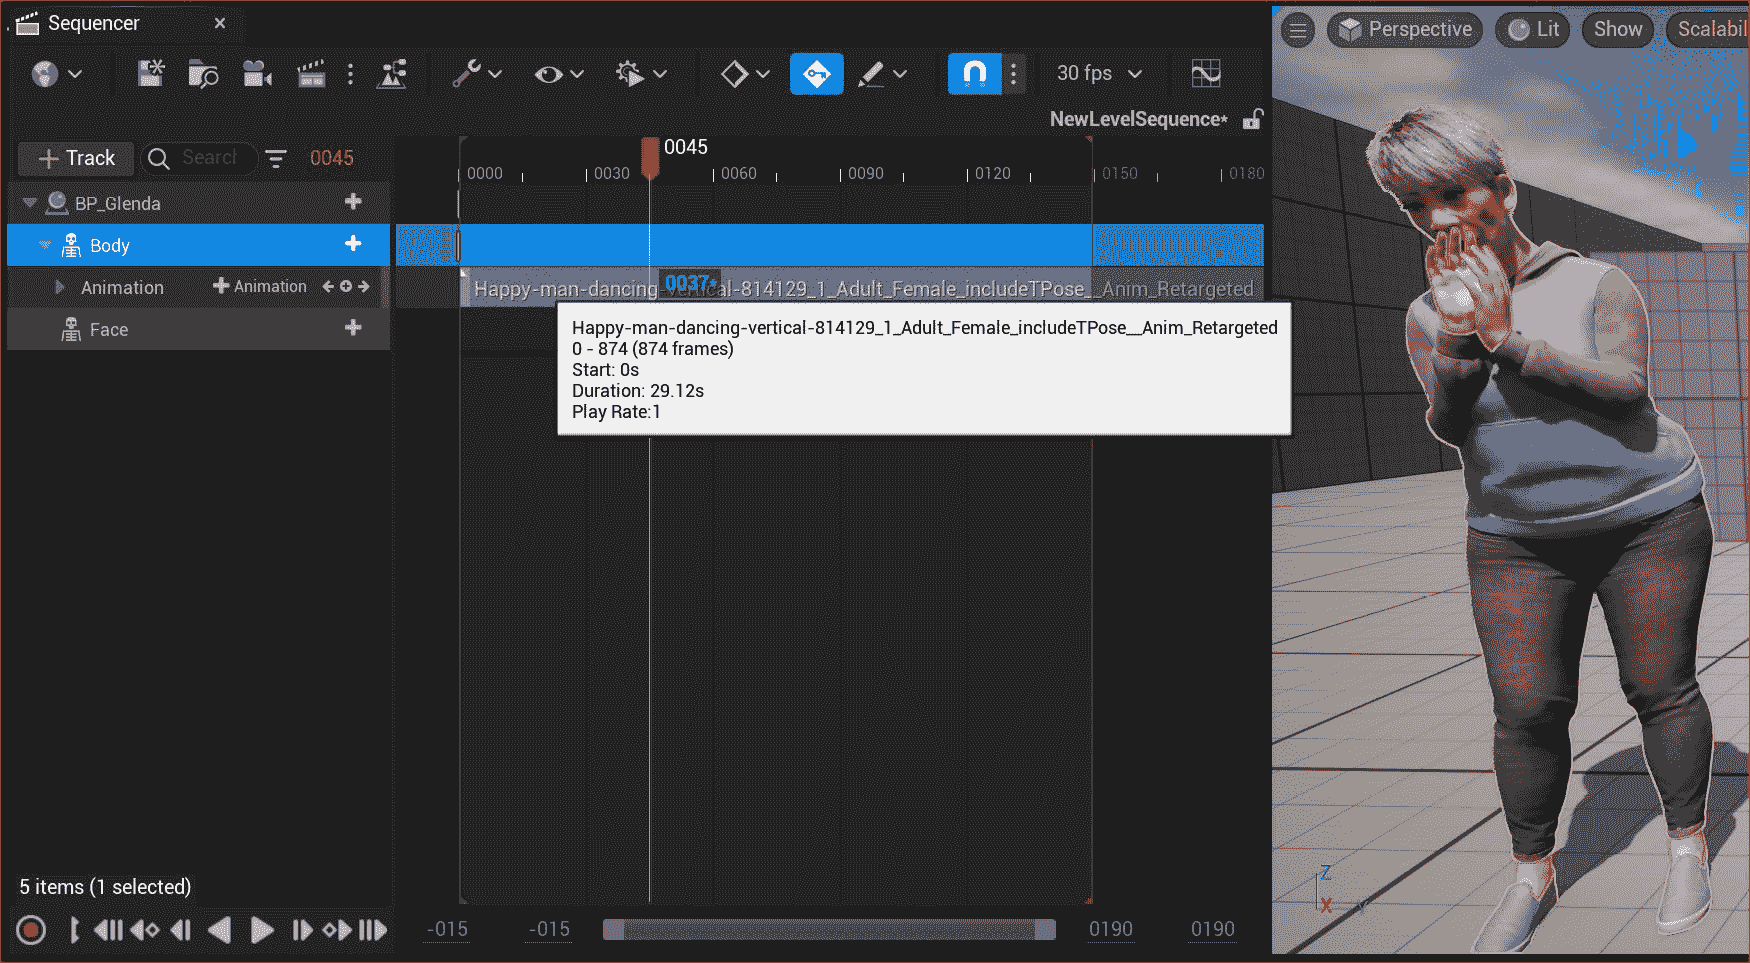 Sequencer
Perspective
Lit
Show
Scalabil
30 fps
NewLevelSequence*
Track
Search
0045
0045
0000
0030
0060
0090
0120
0150
0180
BP_Glenda
Body
Animation
Animation
0037*
Happy-man-dancing-vertical-814129_1_Adult_Female_includeTPose__Anim_Retargeted
Face
Happy-man-dancing-vertical-814129_1_Adult_Female_includeTPose__Anim_Retargeted
0 - 874 (874 frames)
Start: 0s
Duration: 29.12s
Play Rate:1
Z
X
Y
5 items (1 selected)
-015
-015
0190
0190